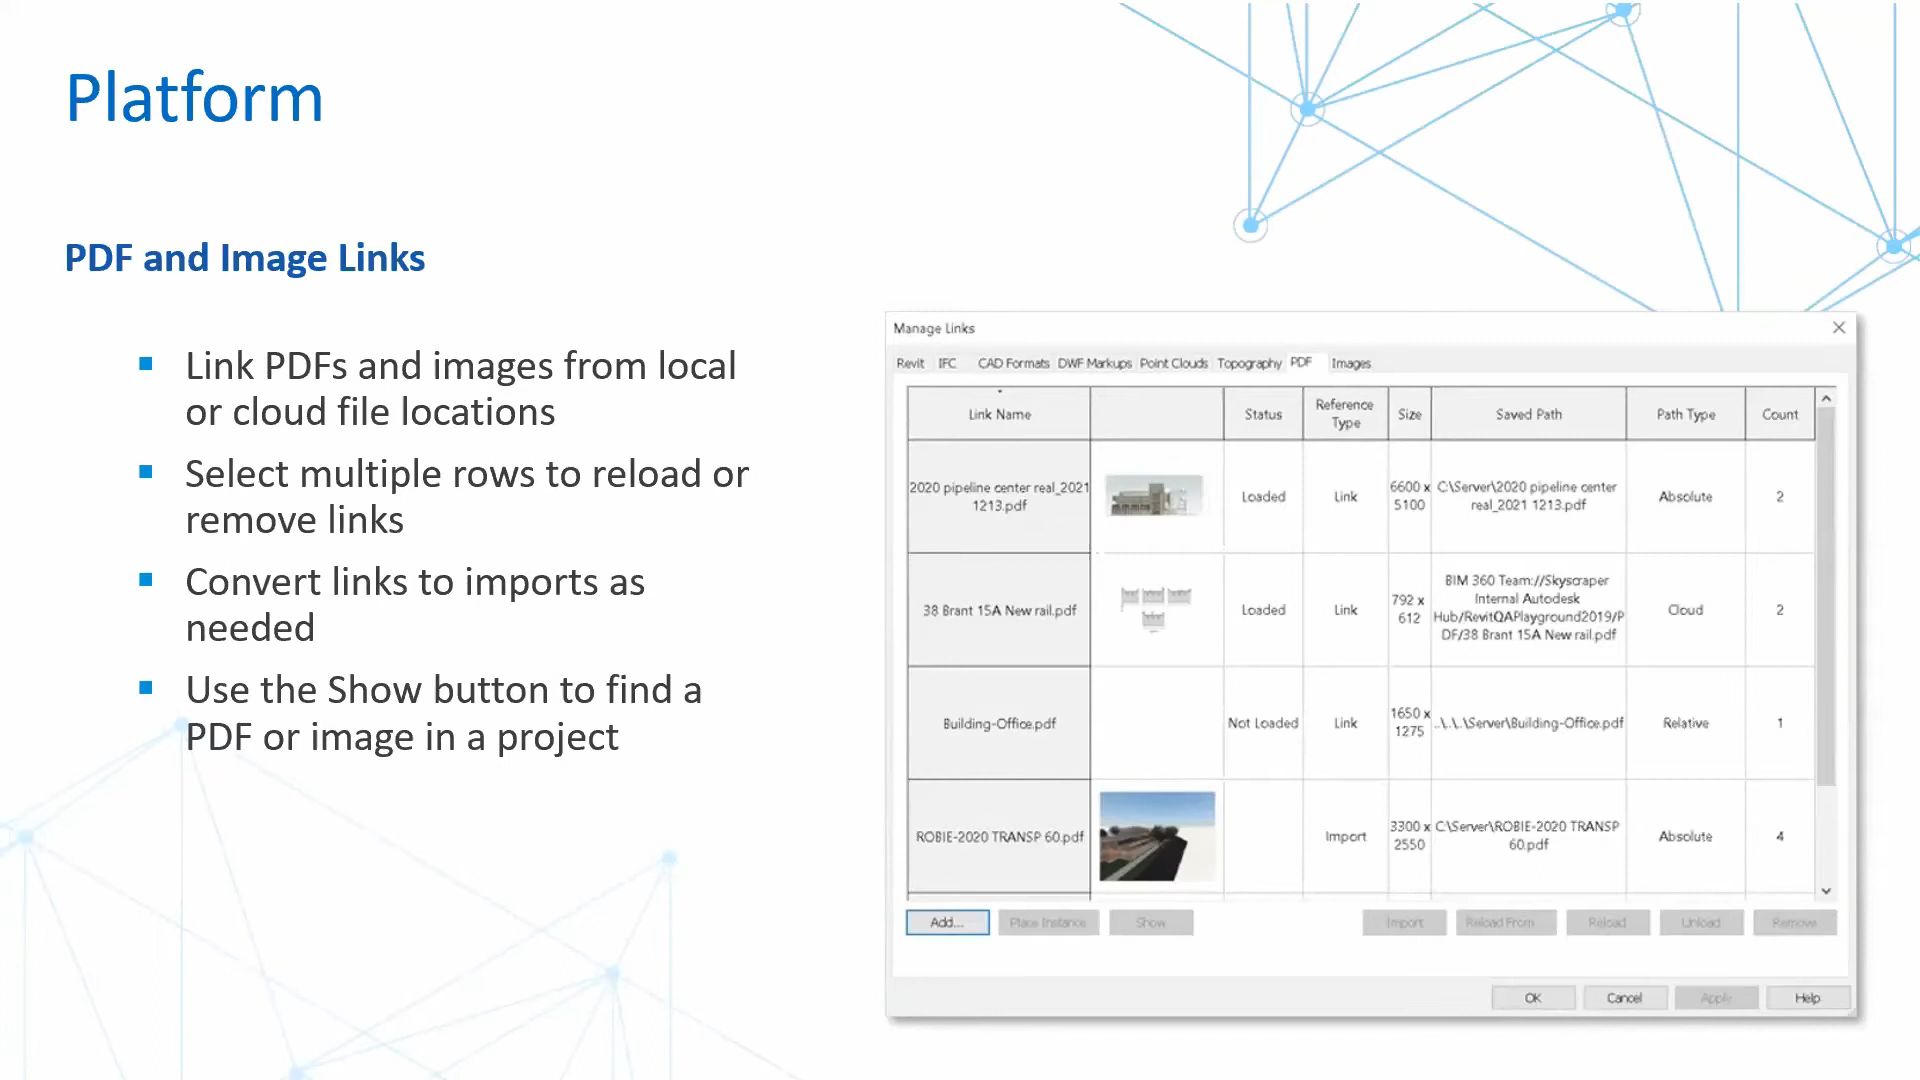 Platform
PDF and Image Links
Link PDFs and images from local
or cloud file locations
Select multiple rows to reload or
remove links
Convert links to imports as
needed
Use the Show button to find a
PDF or image in a project
Manage Links
Revit IFC CAD Formats DWF Markups Point Clouds Topography PDF Images
Link Name Status Reference Type Size Saved Path Path Type Count
2020 pipeline center real_2021
1213.pdf
Loaded
Link
6600 x
5100
C:\Server\2020 pipeline center
real_2021 1213.pdf
Absolute
2
38 Brant 15A New rail.pdf
Loaded
Link
792 x
612
BIM 360 Team://Skyscraper
Internal Autodesk
Hub/RevitQAPlayground2019/P
DF/38 Brant 15A New rail.pdf
Cloud
2
Building-Office.pdf
Not Loaded
Link
1650 x
1275
..\..\..\Server\Building-Office.pdf
Relative
1
ROBIE-2020 TRANSP 60.pdf
Import
3300 x
2550
C:\Server\ROBIE-2020 TRANSP
60.pdf
Absolute
4
Add... Place Instance Show Import Reload From... Reload Unload Remove
OK Cancel Apply Help